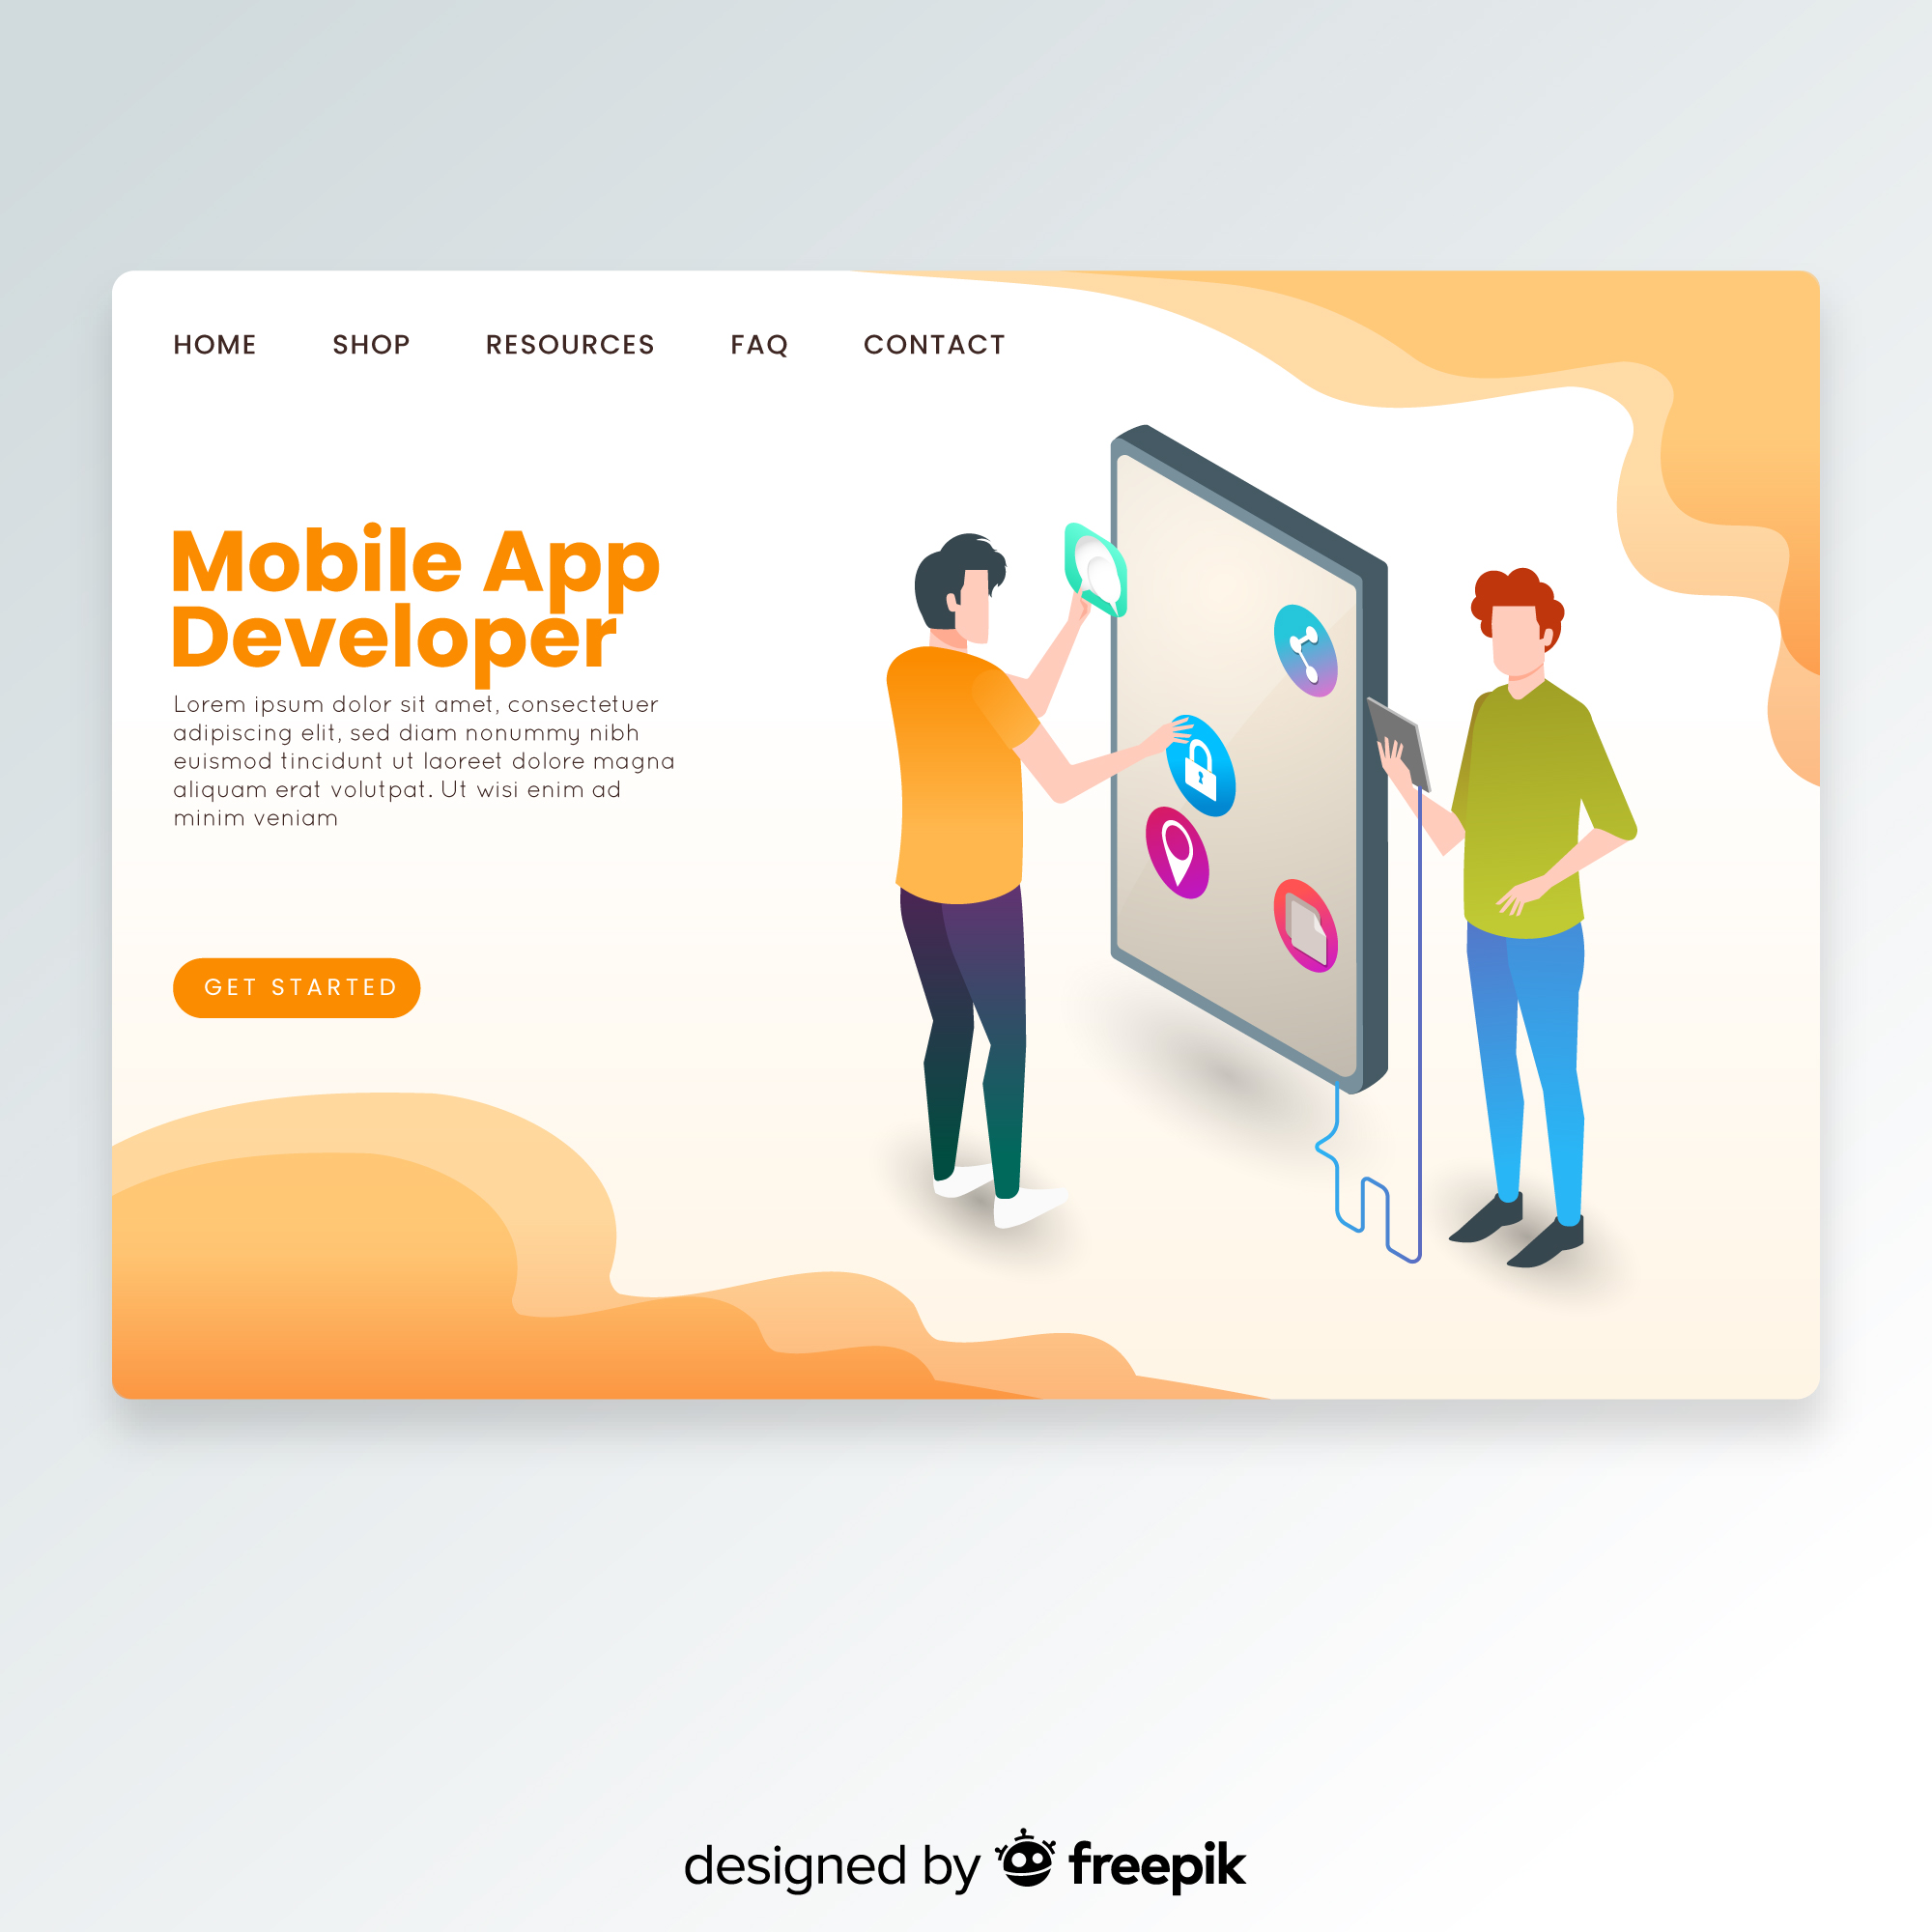 HOME SHOP RESOURCES FAQ CONTACT
Mobile App
Developer
Lorem ipsum dolor sit amet, consectetuer
adipiscing elit, sed diam nonummy nibh
euismod tincidunt ut laoreet dolore magna
aliquam erat volutpat. Ut wisi enim ad
minim veniam
GET STARTED
designed by freepik